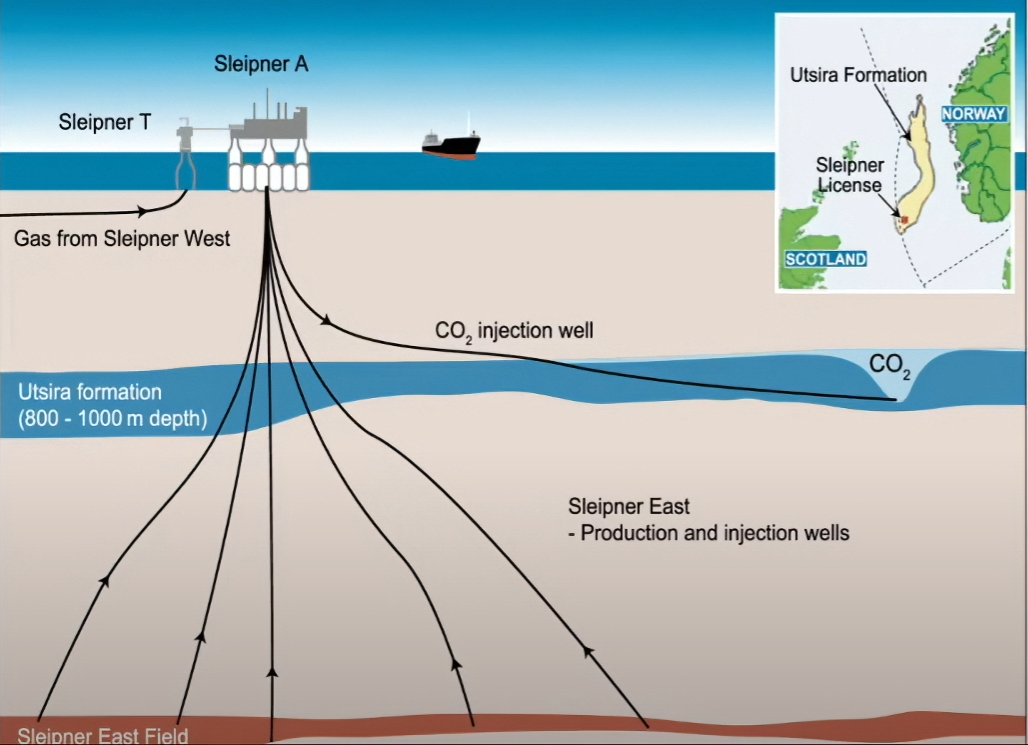 Sleipner A
Sleipner T
Gas from Sleipner West
CO₂ injection well
CO₂
Utsira formation
(800 - 1000 m depth)
Sleipner East
- Production and injection wells
Sleipner East Field
Utsira Formation
NORWAY
Sleipner
License
SCOTLAND